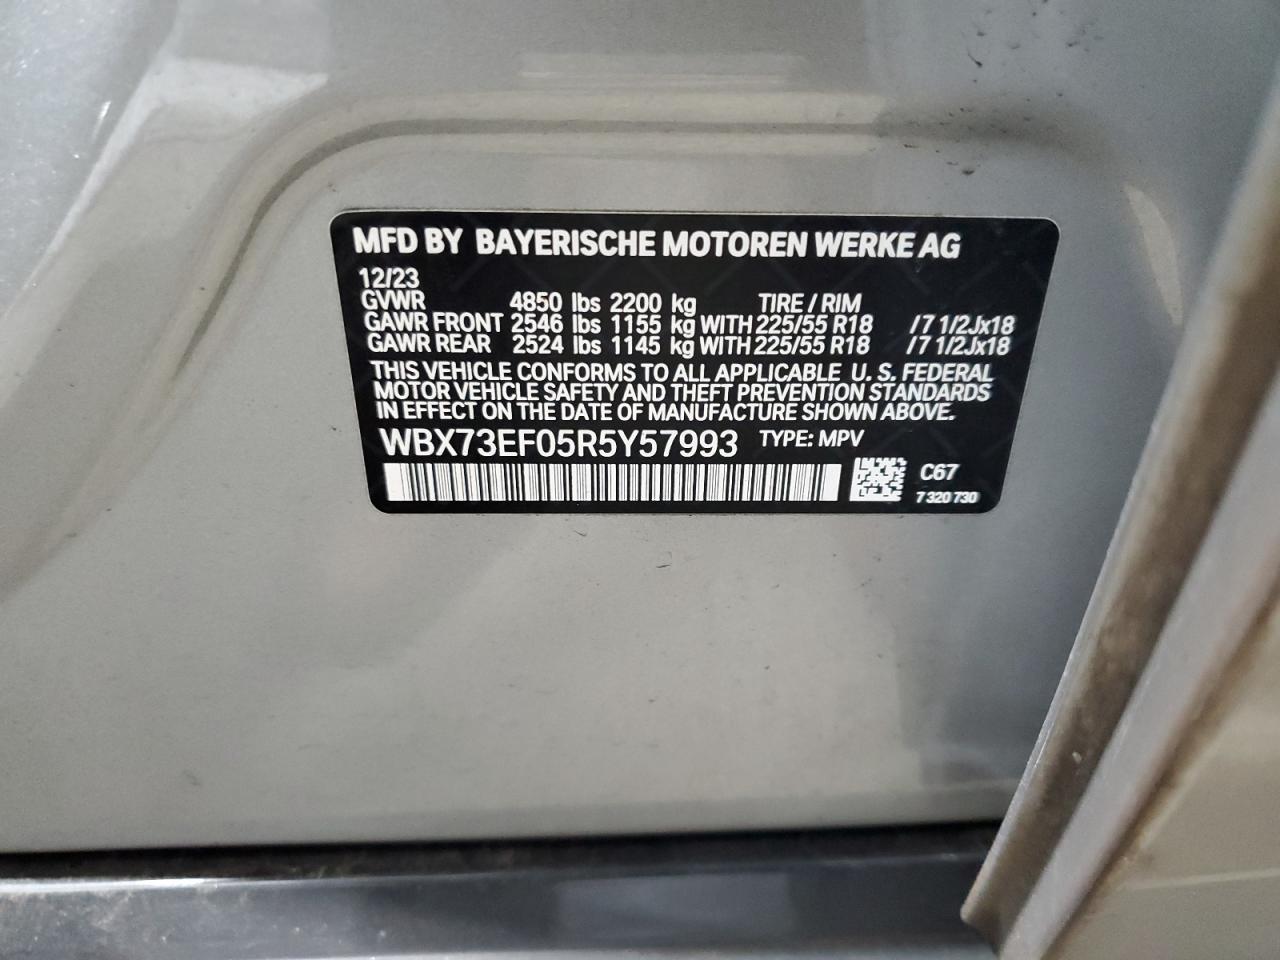 MFD BY BAYERISCHE MOTOREN WERKE AG
12/23
GVWR 4850 lbs 2200 kg TIRE / RIM
GAWR FRONT 2546 lbs 1155 kg WITH 225/55 R18 /7 1/2Jx18
GAWR REAR 2524 lbs 1145 kg WITH 225/55 R18 /7 1/2Jx18
THIS VEHICLE CONFORMS TO ALL APPLICABLE U. S. FEDERAL
MOTOR VEHICLE SAFETY AND THEFT PREVENTION STANDARDS
IN EFFECT ON THE DATE OF MANUFACTURE SHOWN ABOVE.
WBX73EF05R5Y57993 TYPE: MPV
C67
7 320 730